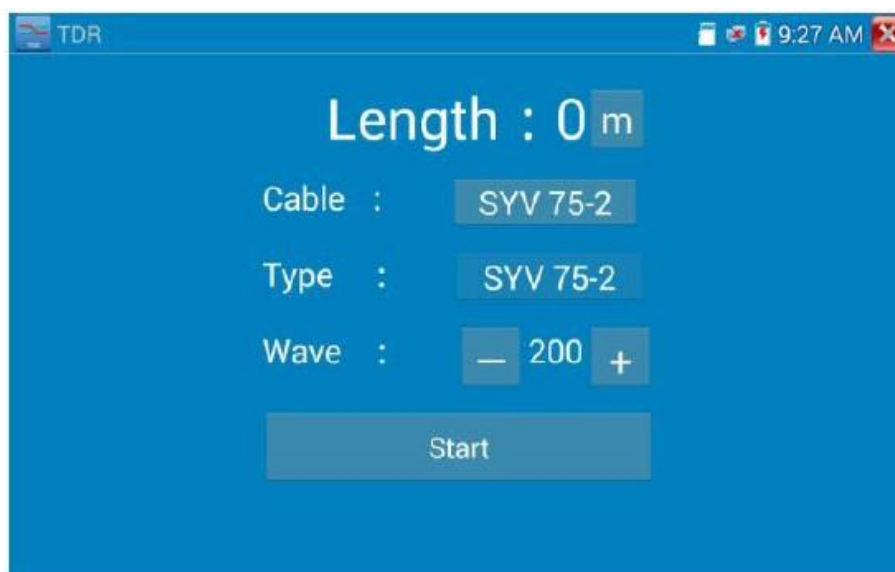 TDR 9:27 AM
Length : 0 m
Cable : SYV 75-2
Type : SYV 75-2
Wave : — 200 +
Start